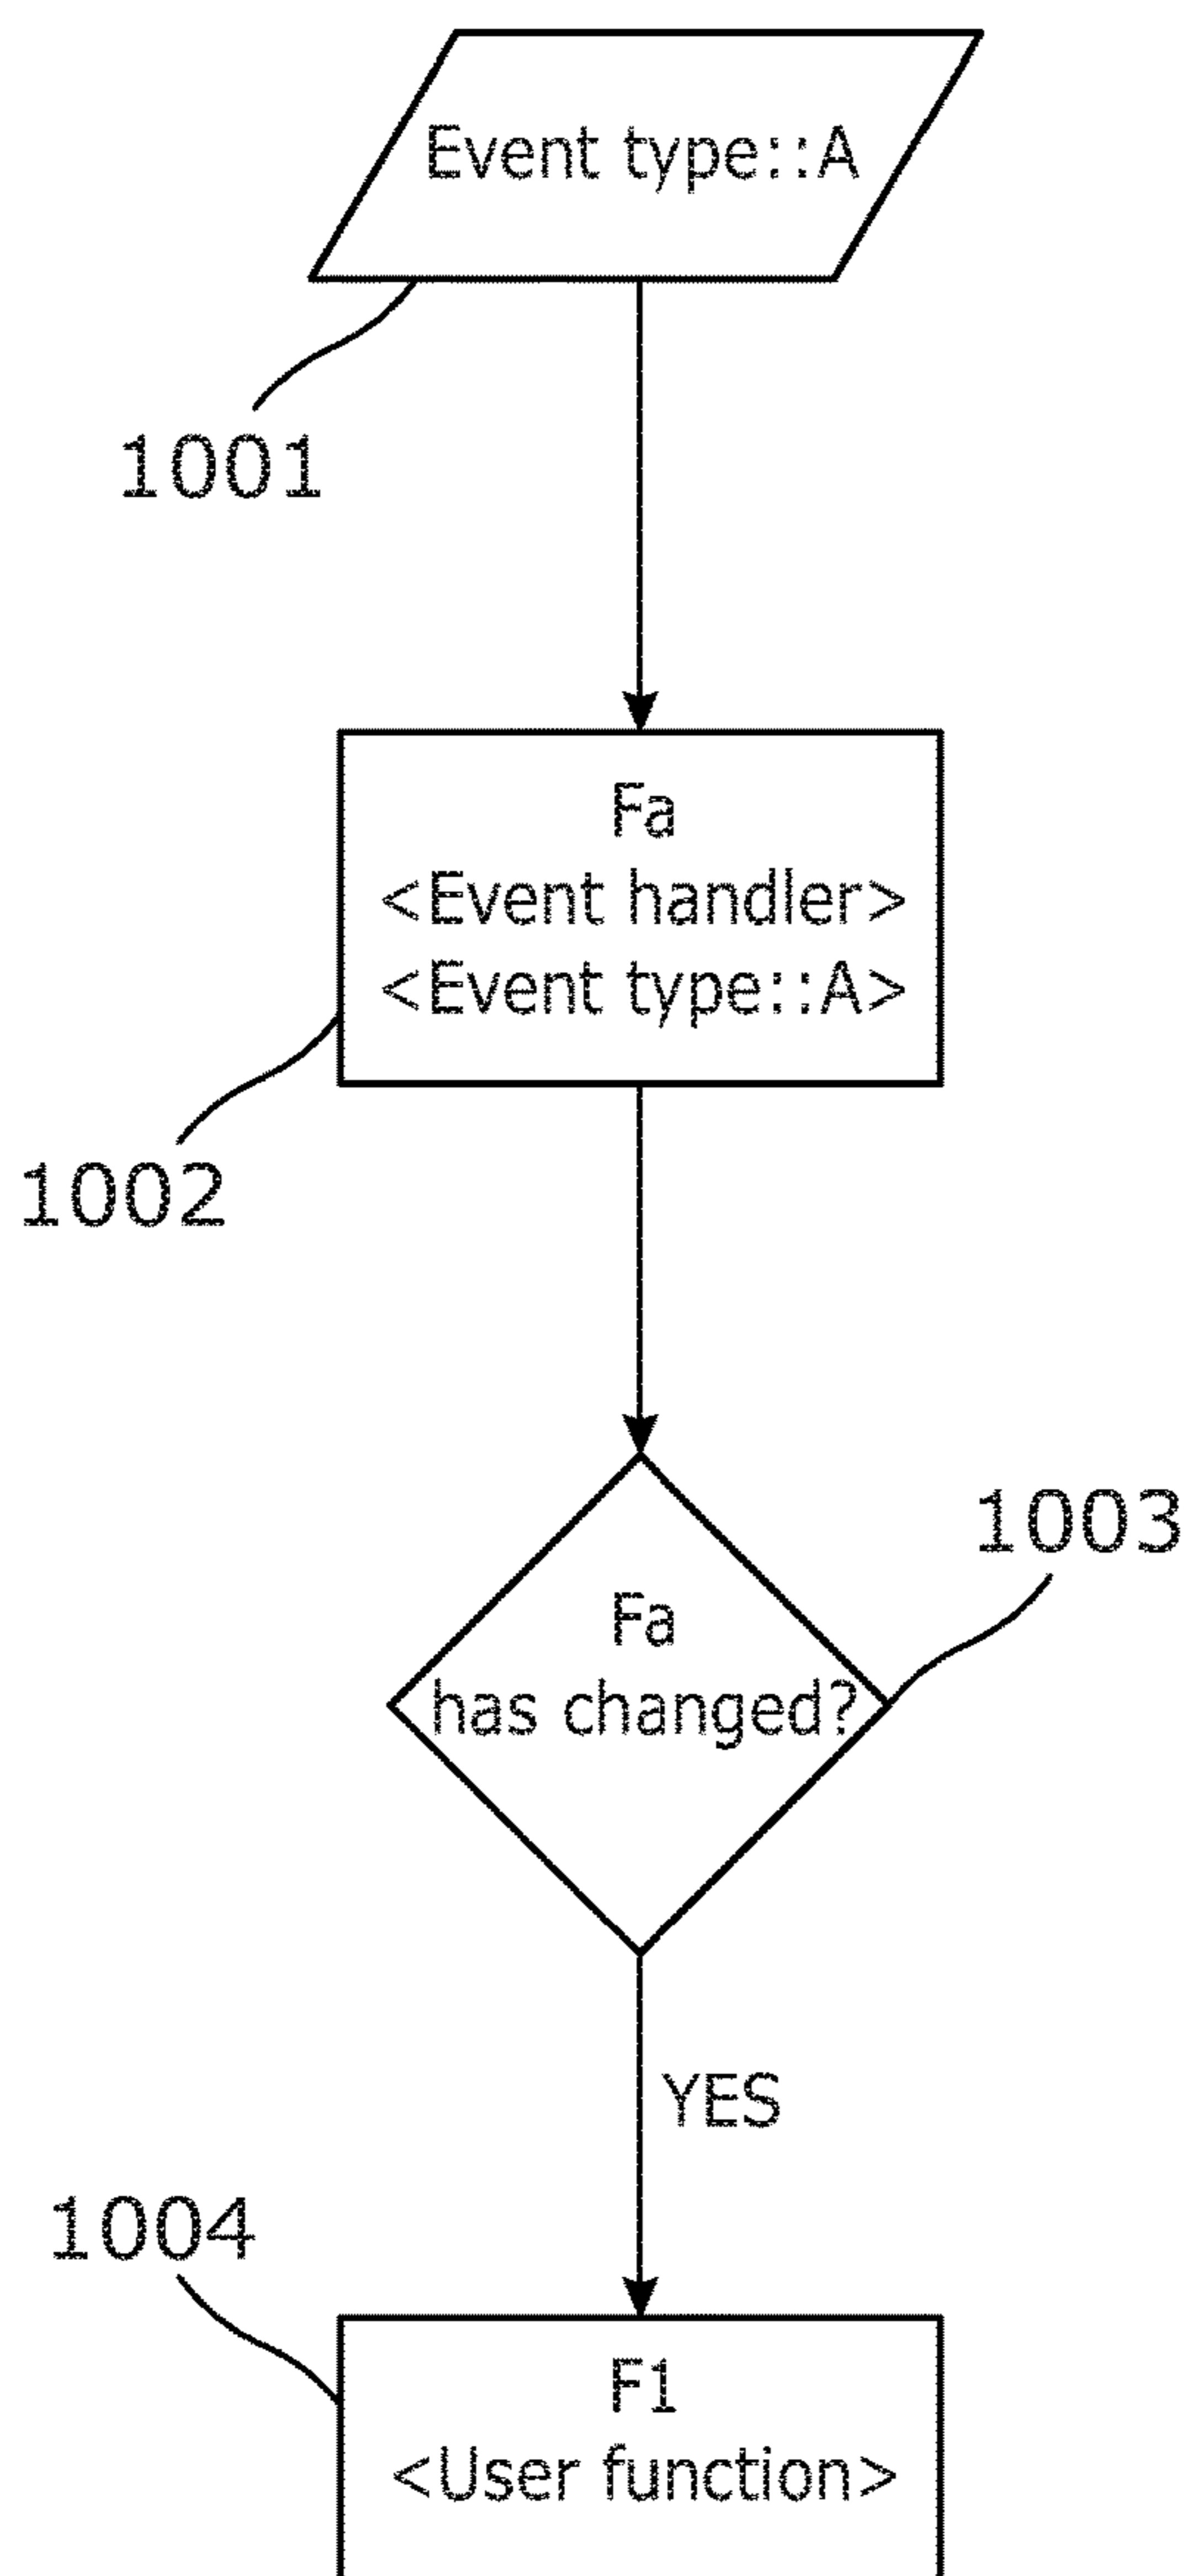 Event type::A
1001
Fa
<Event handler>
<Event type::A>
1002
1003
Fa
has changed?
YES
1004
F1
<User function>